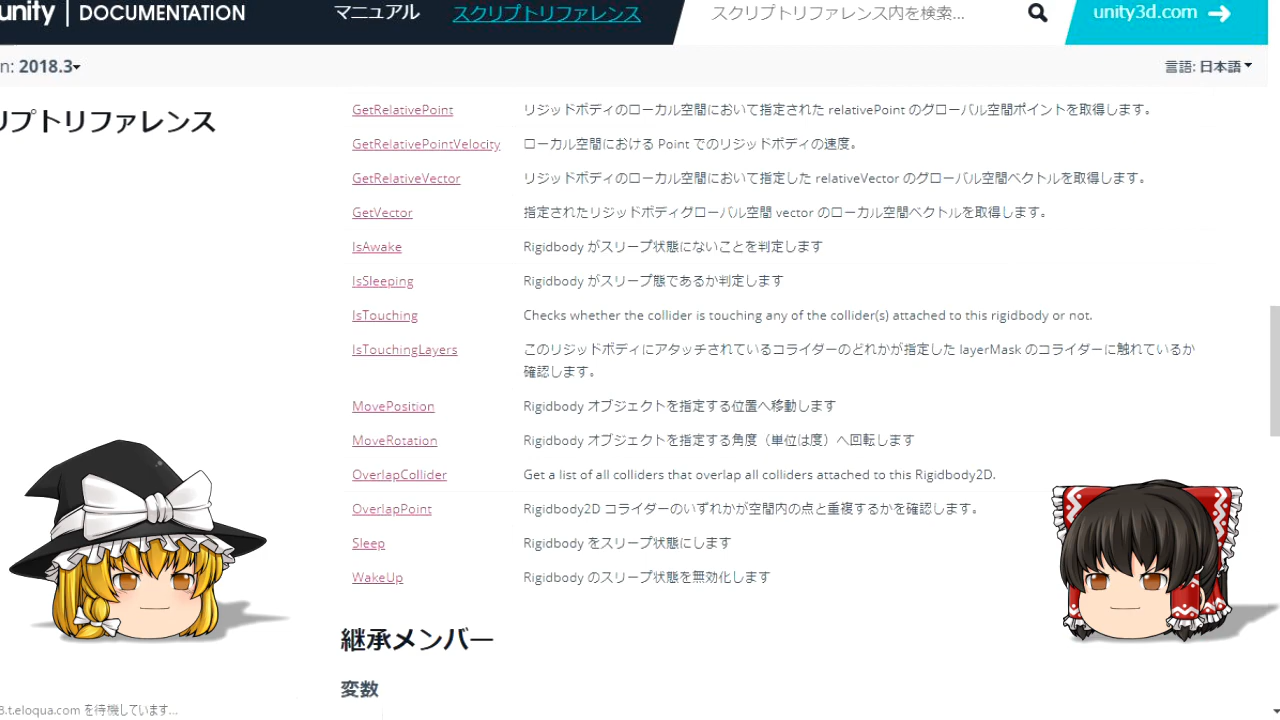 unity | DOCUMENTATION マニュアル スクリプトリファレンス スクリプトリファレンス内を検索... unity3d.com
n: 2018.3 言語: 日本語
リプトリファレンス
GetRelativePoint リジッドボディのローカル空間において指定された relativePoint のグローバル空間ポイントを取得します。
GetRelativePointVelocity ローカル空間における Point でのリジッドボディの速度。
GetRelativeVector リジッドボディのローカル空間において指定した relativeVector のグローバル空間ベクトルを取得します。
GetVector 指定されたリジッドボディグローバル空間 vector のローカル空間ベクトルを取得します。
IsAwake Rigidbody がスリープ状態にないことを判定します
IsSleeping Rigidbody がスリープ態であるか判定します
IsTouching Checks whether the collider is touching any of the collider(s) attached to this rigidbody or not.
IsTouchingLayers このリジッドボディにアタッチされているコライダーのどれかが指定した layerMask のコライダーに触れているか
確認します。
MovePosition Rigidbody オブジェクトを指定する位置へ移動します
MoveRotation Rigidbody オブジェクトを指定する角度（単位は度）へ回転します
OverlapCollider Get a list of all colliders that overlap all colliders attached to this Rigidbody2D.
OverlapPoint Rigidbody2D コライダーのいずれかが空間内の点と重複するかを確認します。
Sleep Rigidbody をスリープ状態にします
WakeUp Rigidbody のスリープ状態を無効化します
継承メンバー
変数
3.t.eloqua.com を待機しています...